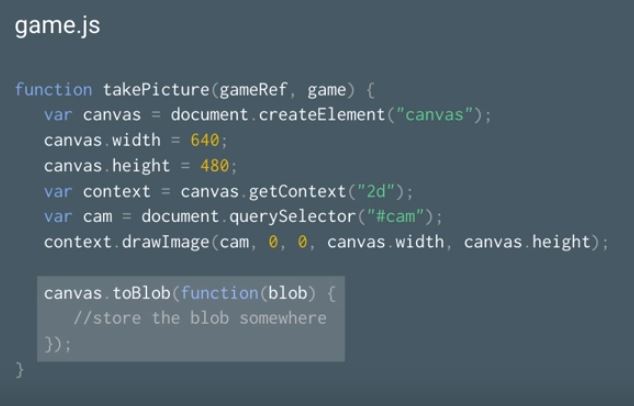 game.js
function takePicture(gameRef, game) {
var canvas = document.createElement("canvas");
canvas.width = 640;
canvas.height = 480;
var context = canvas.getContext("2d");
var cam = document.querySelector("#cam");
context.drawImage(cam, 0, 0, canvas.width, canvas.height);
canvas.toBlob(function(blob) {
//store the blob somewhere
});
}